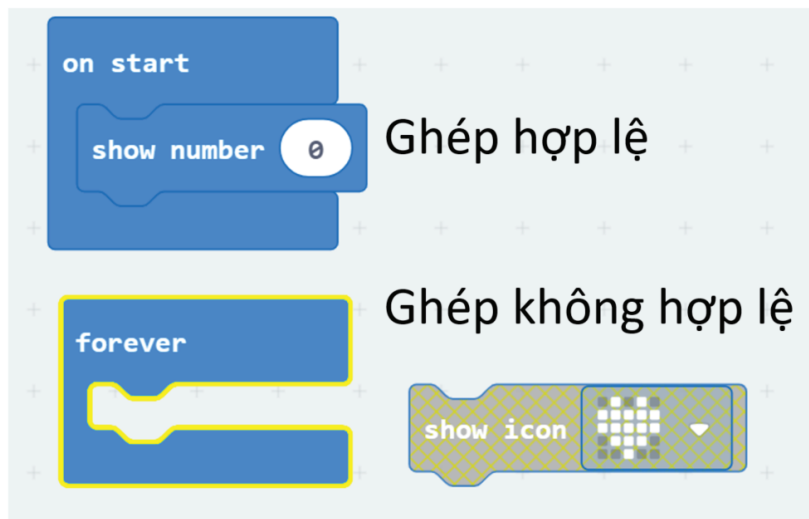 on start
show number 0
Ghép hợp lệ
Ghép không hợp lệ
forever
show icon